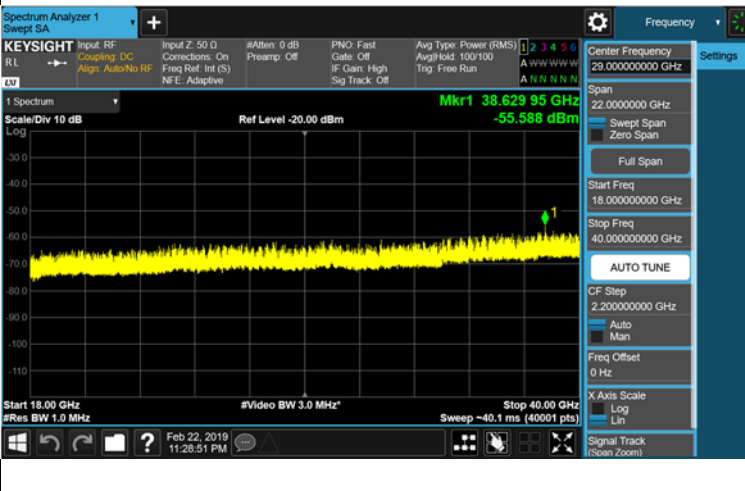 Spectrum Analyzer 1
Swept SA
+
Frequency
KEYSIGHT
RL
LXI
Input: RF
Coupling: DC
Align: Auto/No RF
Input Z: 50 Ω
Corrections: On
Freq Ref: Int (S)
NFE: Adaptive
#Atten: 0 dB
Preamp: Off
PNO: Fast
Gate: Off
IF Gain: High
Sig Track: Off
Avg Type: Power (RMS)
Avg|Hold: 100/100
Trig: Free Run
1 2 3 4 5 6
A W W W W W
A N N N N N
1 Spectrum
Scale/Div 10 dB
Ref Level -20.00 dBm
Mkr1 38.629 95 GHz
-55.588 dBm
Log
-30.0
-40.0
-50.0
-60.0
-70.0
-80.0
-90.0
-100
-110
1
Start 18.00 GHz
#Res BW 1.0 MHz
#Video BW 3.0 MHz*
Stop 40.00 GHz
Sweep ~40.1 ms (40001 pts)
?
Feb 22, 2019
11:28:51 PM
Center Frequency
29.000000000 GHz
Settings
Span
22.0000000 GHz
Swept Span
Zero Span
Full Span
Start Freq
18.000000000 GHz
Stop Freq
40.000000000 GHz
AUTO TUNE
CF Step
2.200000000 GHz
Auto
Man
Freq Offset
0 Hz
X Axis Scale
Log
Lin
Signal Track
(Span Zoom)